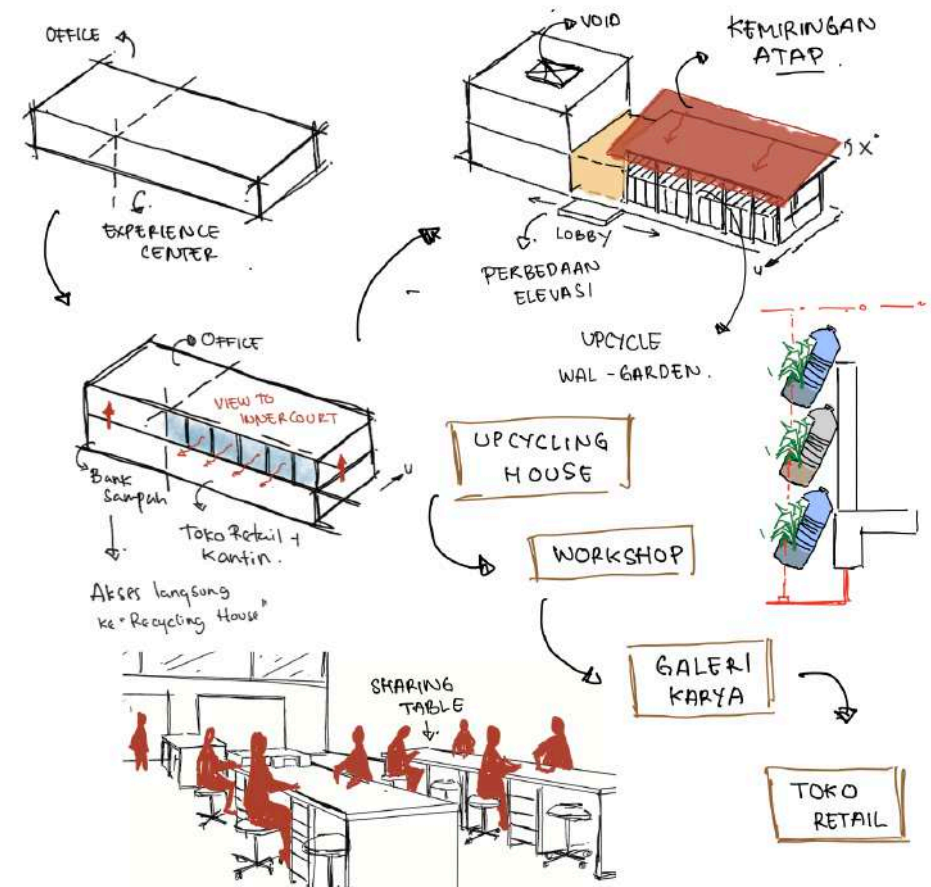 OFFICE
EXPERIENCE
CENTER
VOID
KEMIRINGAN
ATAP
X°
LOBBY
PERBEDAAN
ELEVASI
U
UPCYCLE
WAL-GARDEN.
OFFICE
VIEW TO
INNERCOURT
U
Bank
Sampah
Toko Retail +
Kantin.
Akses langsung
ke "Recycling House"
UPCYCLING
HOUSE
WORKSHOP
GALERI
KARYA
TOKO
RETAIL
SHARING
TABLE